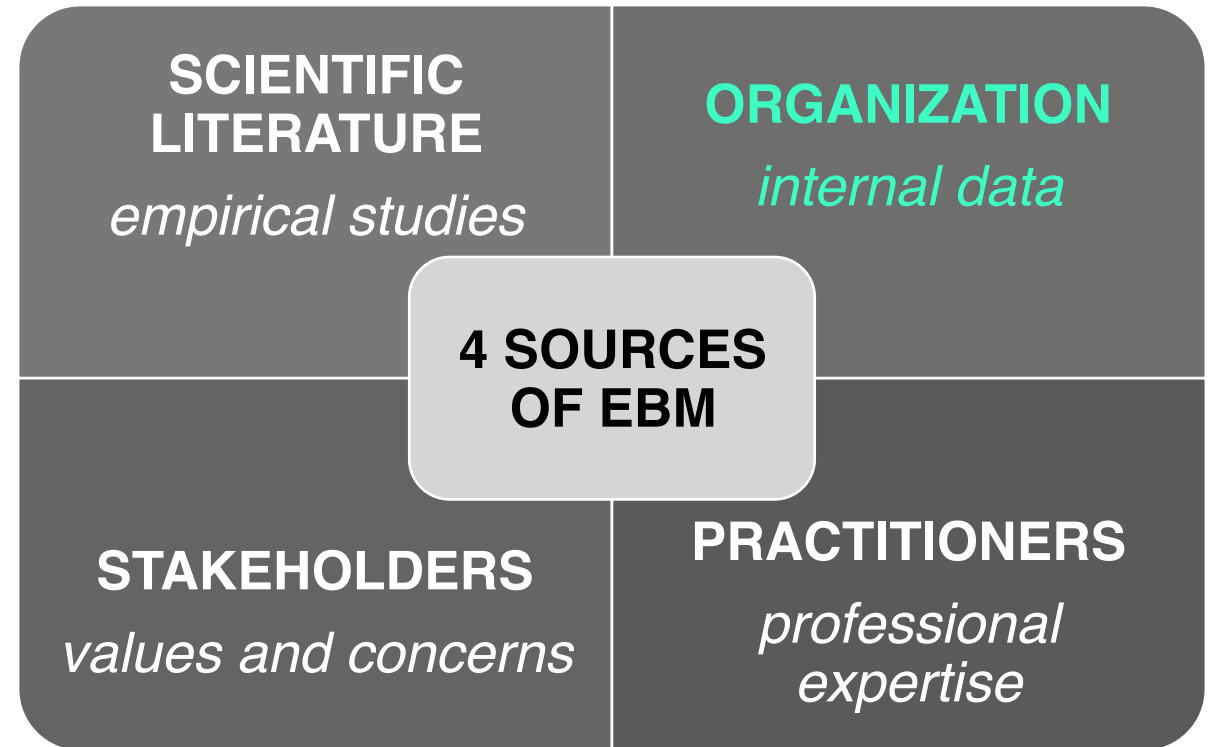 SCIENTIFIC
LITERATURE
empirical studies
ORGANIZATION
internal data
4 SOURCES
OF EBM
STAKEHOLDERS
values and concerns
PRACTITIONERS
professional
expertise